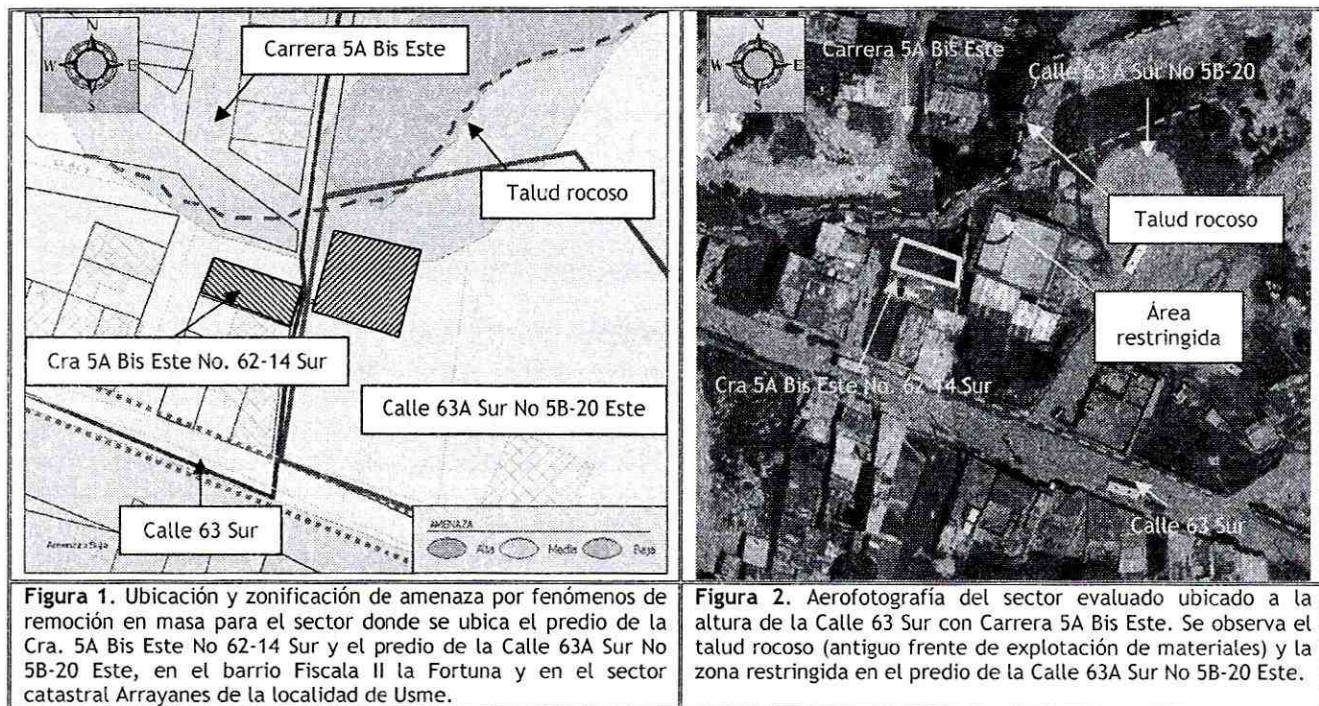 N
W
E
S
Carrera 5A Bis Este
Talud rocoso
Cra 5A Bis Este No. 62-14 Sur
Calle 63A Sur No 5B-20 Este
Calle 63 Sur
Amenaza Baja
AMENAZA
Alta Media Baja
N
W E
S
Carrera 5A Bis Este
Calle 63 A Sur No 5B-20
Talud rocoso
Área
restringida
Cra 5A Bis Este No. 62-14 Sur
Calle 63 Sur
Figura 1. Ubicación y zonificación de amenaza por fenómenos de
remoción en masa para el sector donde se ubica el predio de la
Cra. 5A Bis Este No 62-14 Sur y el predio de la Calle 63A Sur No
5B-20 Este, en el barrio Fiscala II la Fortuna y en el sector
catastral Arrayanes de la localidad de Usme.
Figura 2. Aerofotografía del sector evaluado ubicado a la
altura de la Calle 63 Sur con Carrera 5A Bis Este. Se observa el
talud rocoso (antiguo frente de explotación de materiales) y la
zona restringida en el predio de la Calle 63A Sur No 5B-20 Este.